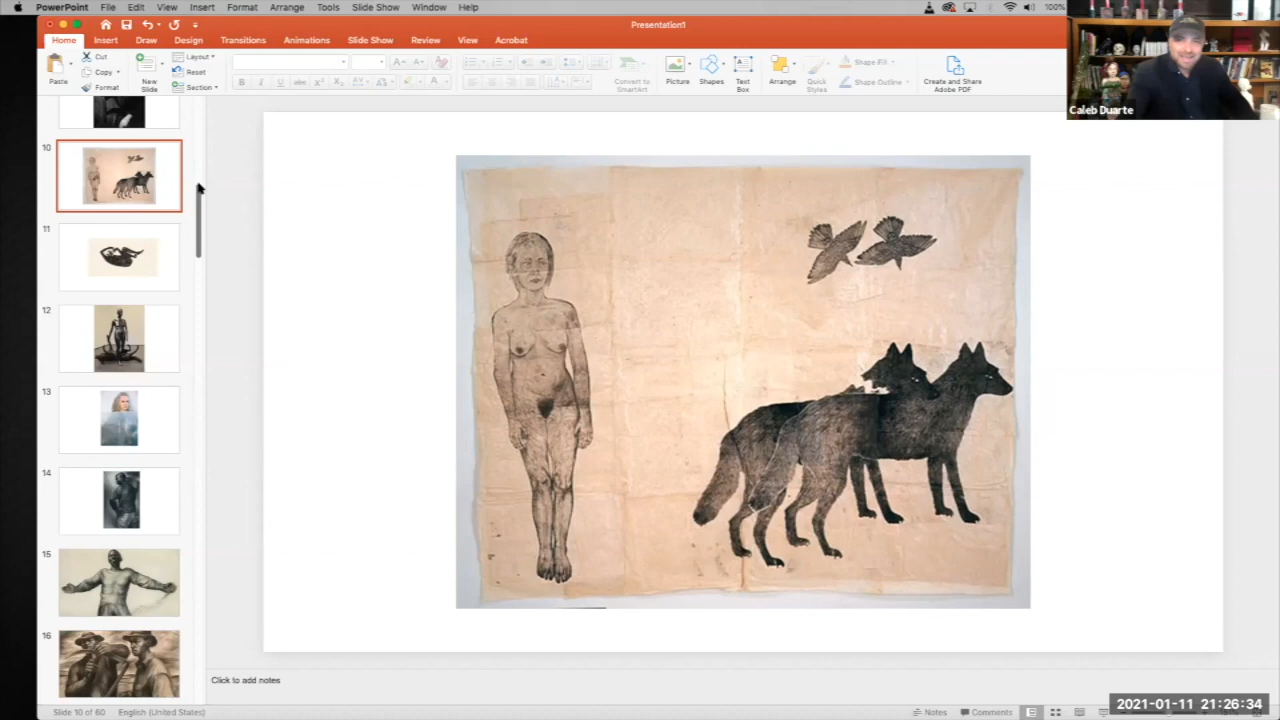 PowerPoint File Edit View Insert Format Arrange Tools Slide Show Window Help 100%
Presentation1
Home Insert Draw Design Transitions Animations Slide Show Review View Acrobat
Paste Cut Copy Format New Slide Layout Reset Section
Convert to SmartArt Picture Shapes Text Box Arrange Quick Styles Shape Fill Shape Outline Create and Share Adobe PDF
Caleb Duarte
10
11
12
13
14
15
16
Click to add notes
Slide 10 of 60 English (United States) Notes Comments
2021-01-11 21:26:34